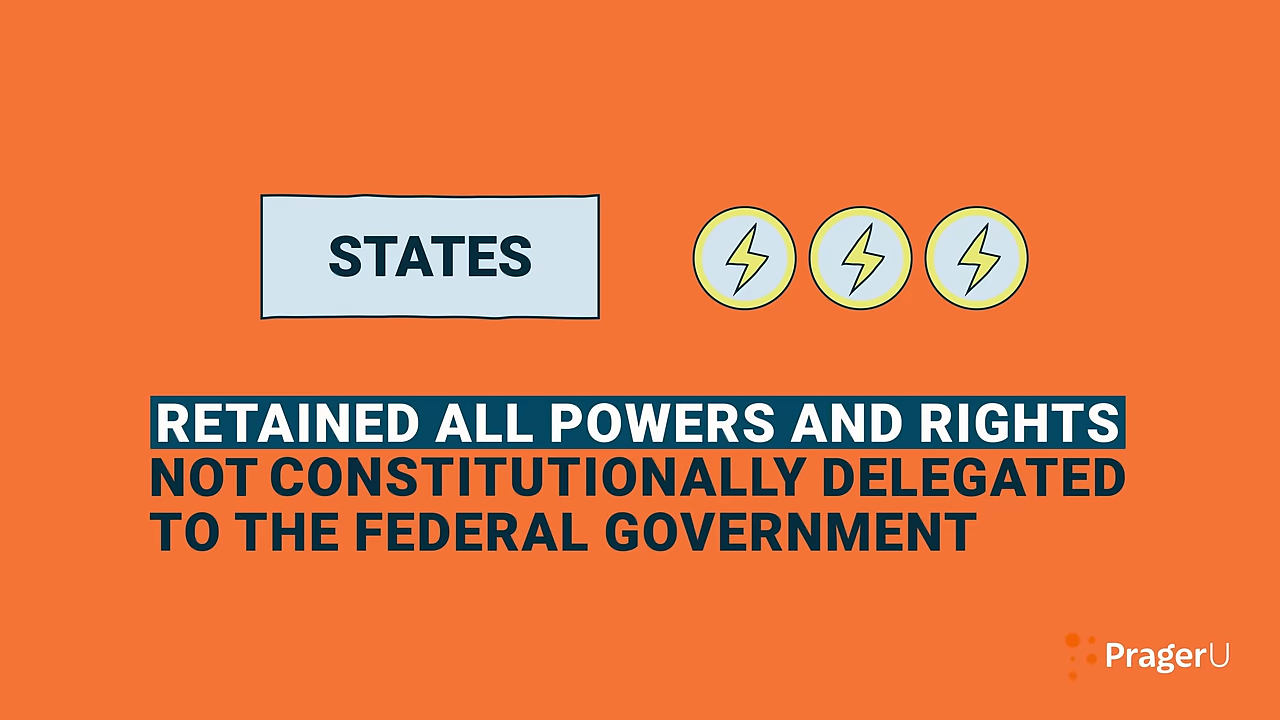 STATES
RETAINED ALL POWERS AND RIGHTS
NOT CONSTITUTIONALLY DELEGATED
TO THE FEDERAL GOVERNMENT
PragerU